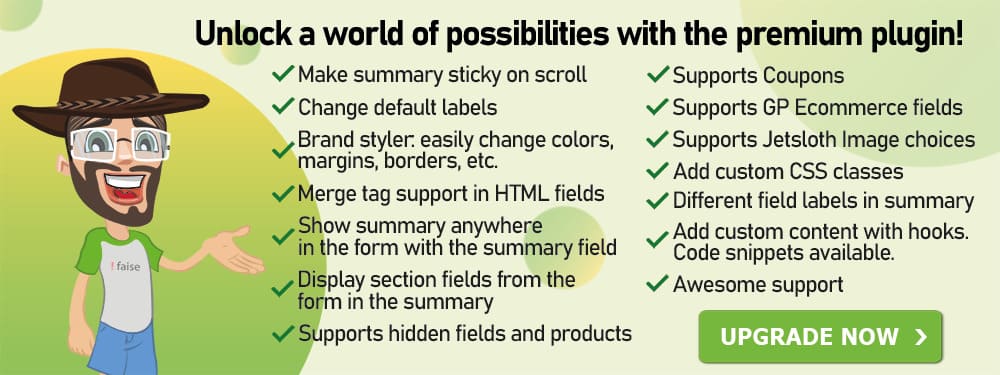 Unlock a world of possibilities with the premium plugin!
Make summary sticky on scroll
Change default labels
Brand styler: easily change colors,
margins, borders, etc.
Merge tag support in HTML fields
Show summary anywhere
in the form with the summary field
Display section fields from the
form in the summary
Supports hidden fields and products
Supports Coupons
Supports GP Ecommerce fields
Supports Jetsloth Image choices
Add custom CSS classes
Different field labels in summary
Add custom content with hooks.
Code snippets available.
Awesome support
! faise
UPGRADE NOW